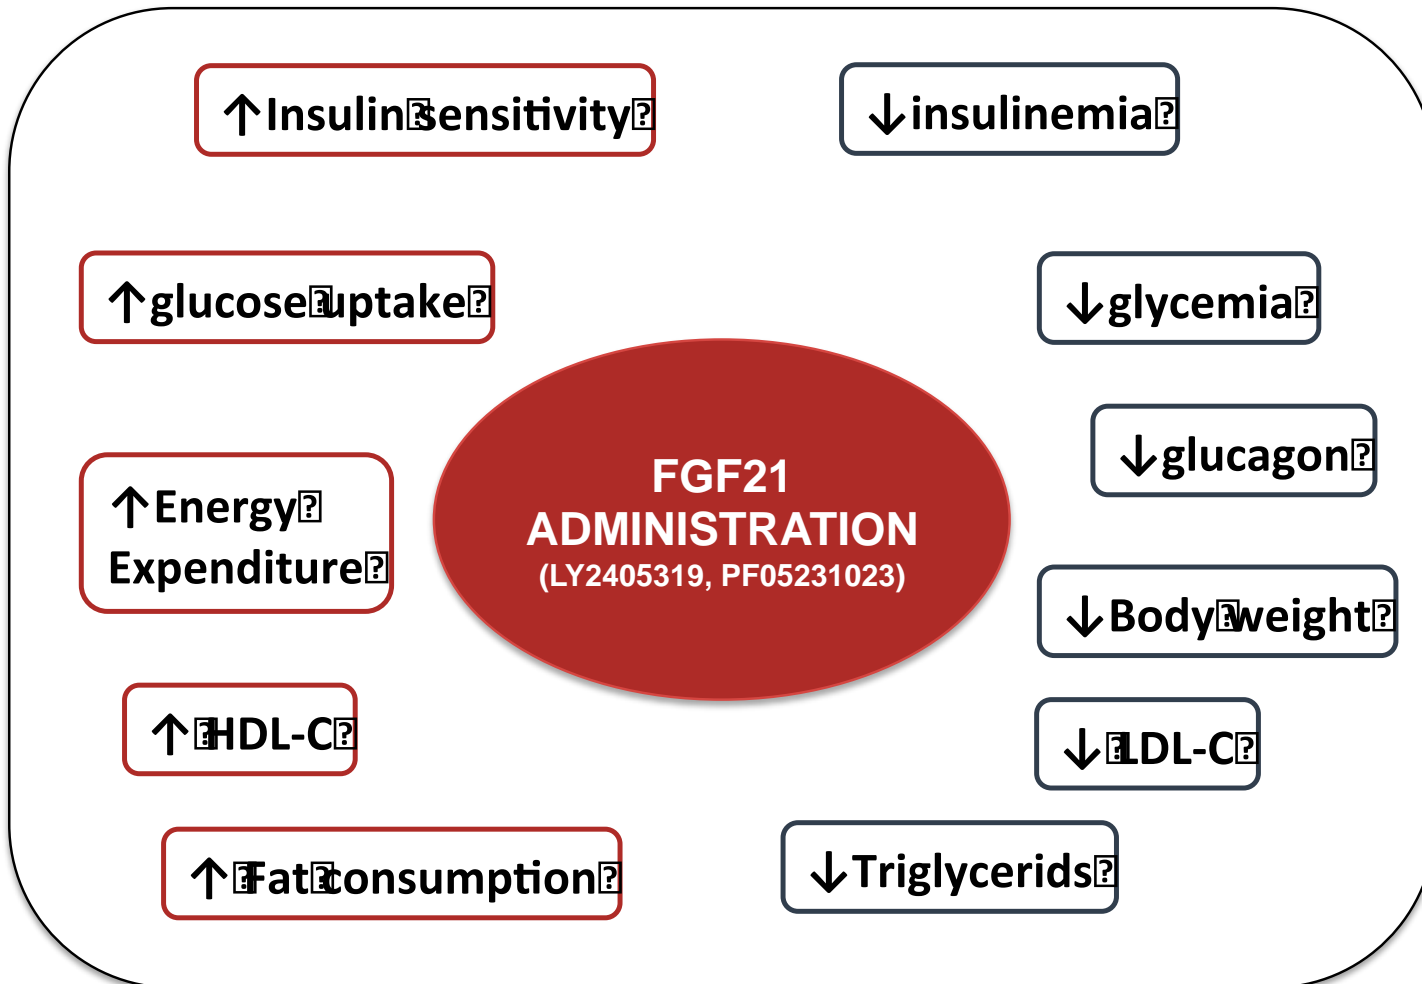 ↑Insulin sensitivity
↓insulinemia
↑glucose uptake
↓glycemia
FGF21
ADMINISTRATION
(LY2405319, PF05231023)
↓glucagon
↑Energy
Expenditure
↓Body weight
↑ HDL-C
↓ LDL-C
↑ Fat consumption
↓Triglycerids